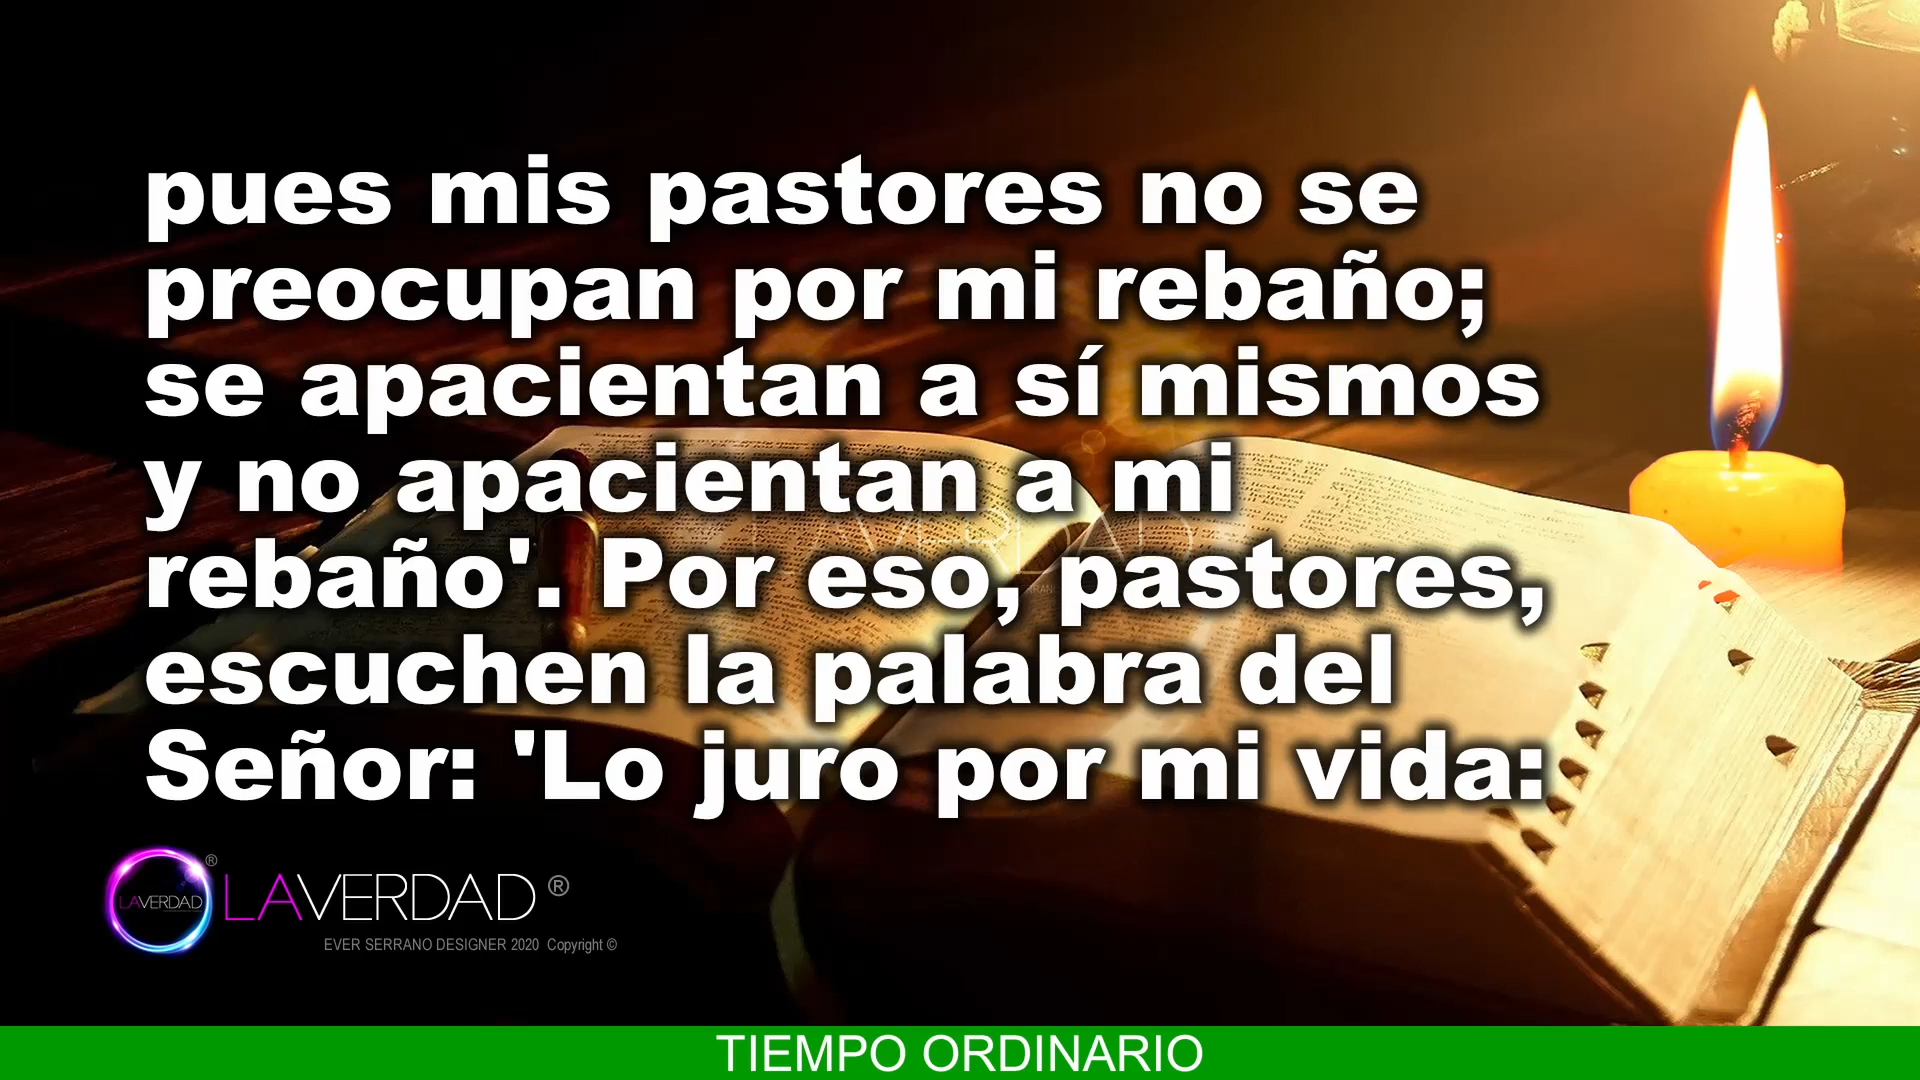 pues mis pastores no se
preocupan por mi rebaño;
se apacientan a sí mismos
y no apacientan a mi
rebaño'. Por eso, pastores,
escuchen la palabra del
Señor: 'Lo juro por mi vida:
LAVERDAD ®
LAVERDAD ®
EVER SERRANO DESIGNER 2020 Copyright ©
TIEMPO ORDINARIO